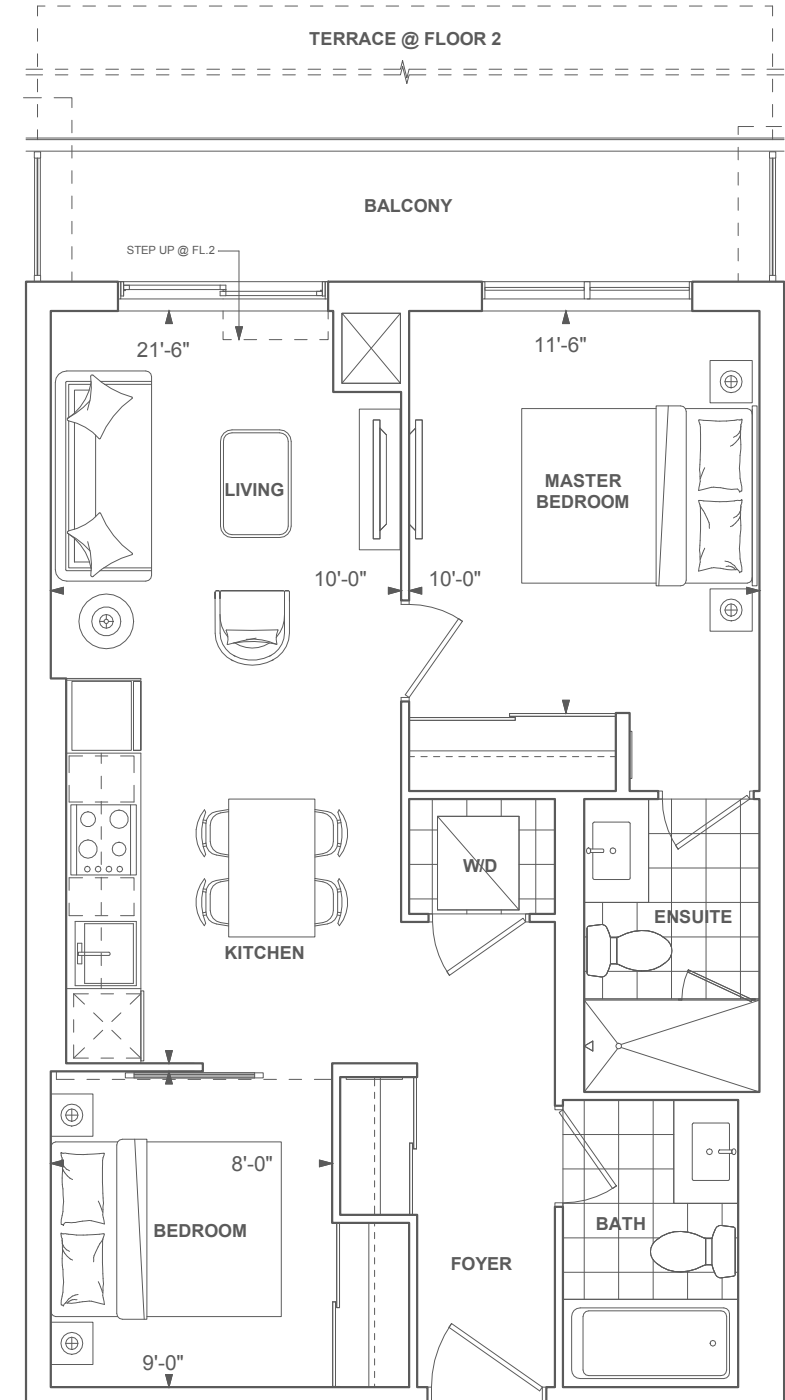 TERRACE @ FLOOR 2
BALCONY
STEP UP @ FL.2
21'-6"
11'-6"
LIVING
MASTER
BEDROOM
10'-0"
10'-0"
W/D
ENSUITE
KITCHEN
8'-0"
BEDROOM
BATH
FOYER
9'-0"